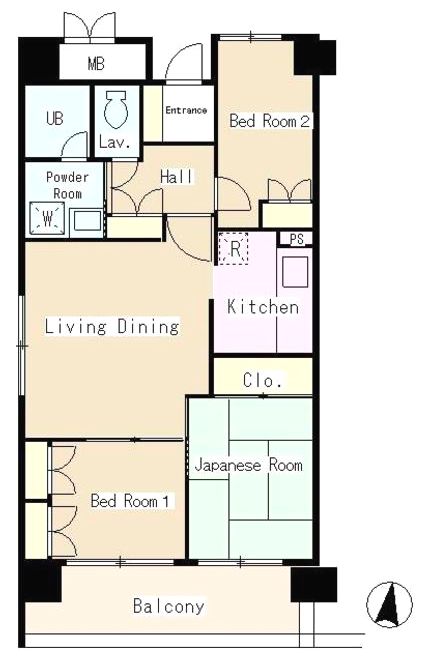 MB
UB
Lav.
Entrance
Bed Room 2
Powder
Room
Hall
W
R
PS
Kitchen
Living Dining
Clo.
Japanese Room
Bed Room 1
Balcony